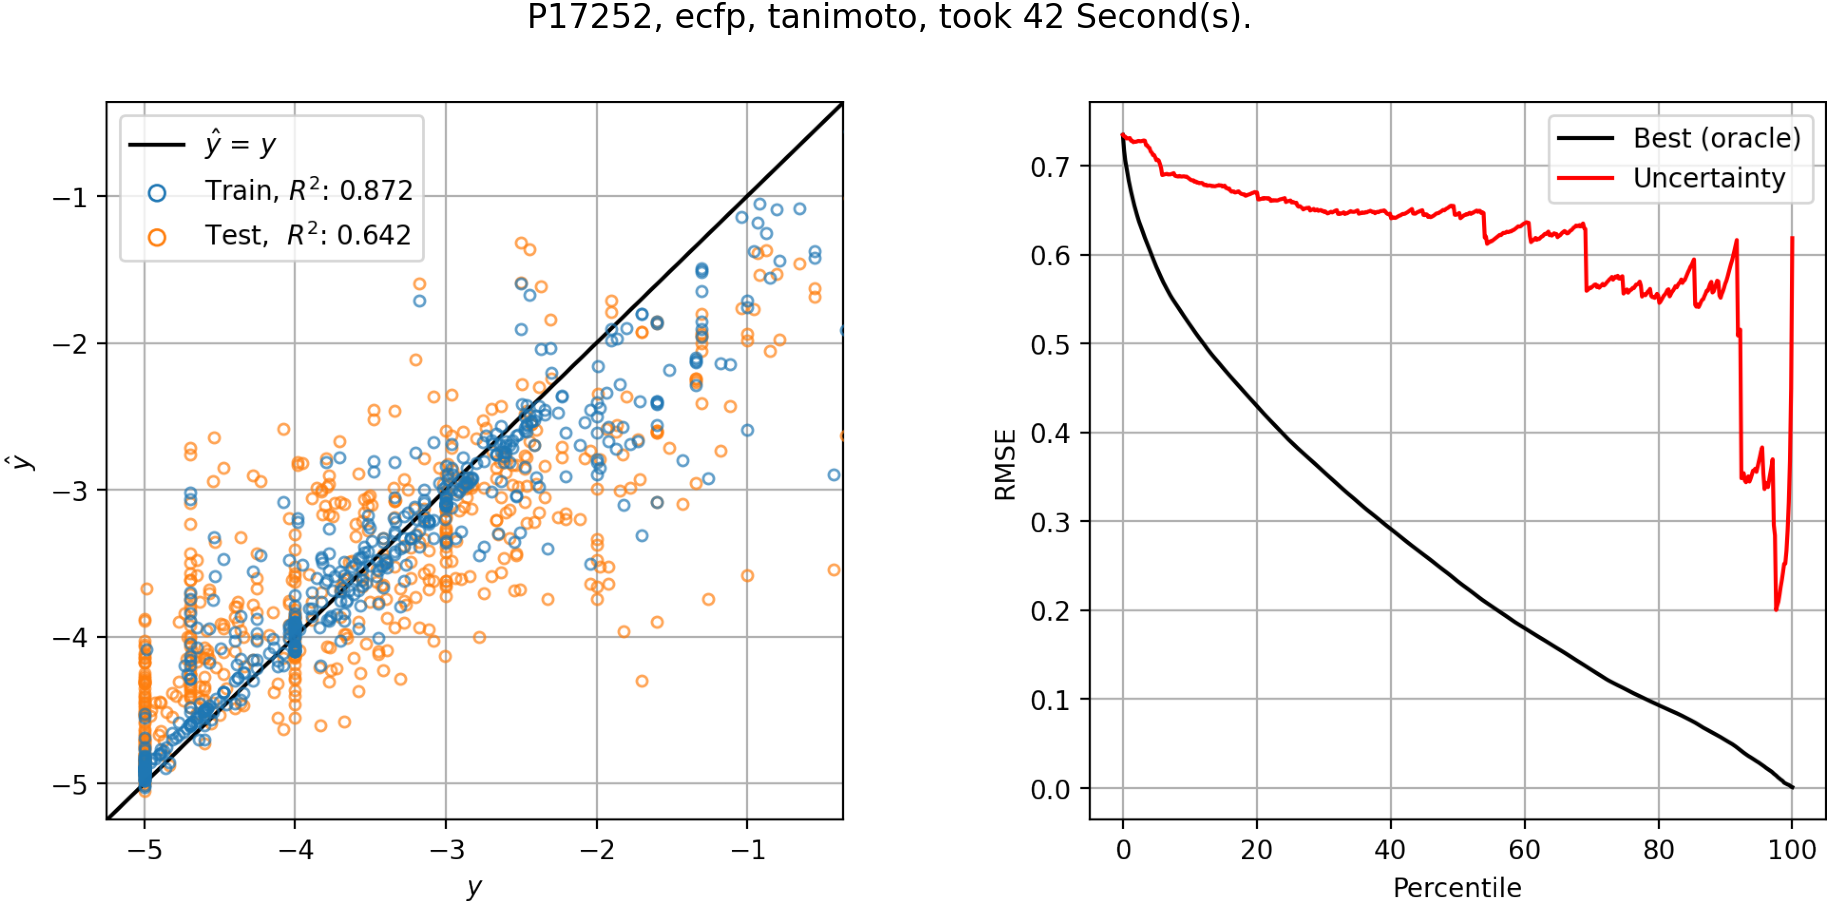 P17252, ecfp, tanimoto, took 42 Second(s).
ŷ = y
Train, R²: 0.872
Test, R²: 0.642
−1
−2
−3
−4
−5
ŷ
−5 −4 −3 −2 −1
y
Best (oracle)
Uncertainty
0.7
0.6
0.5
0.4
0.3
0.2
0.1
0.0
RMSE
0 20 40 60 80 100
Percentile